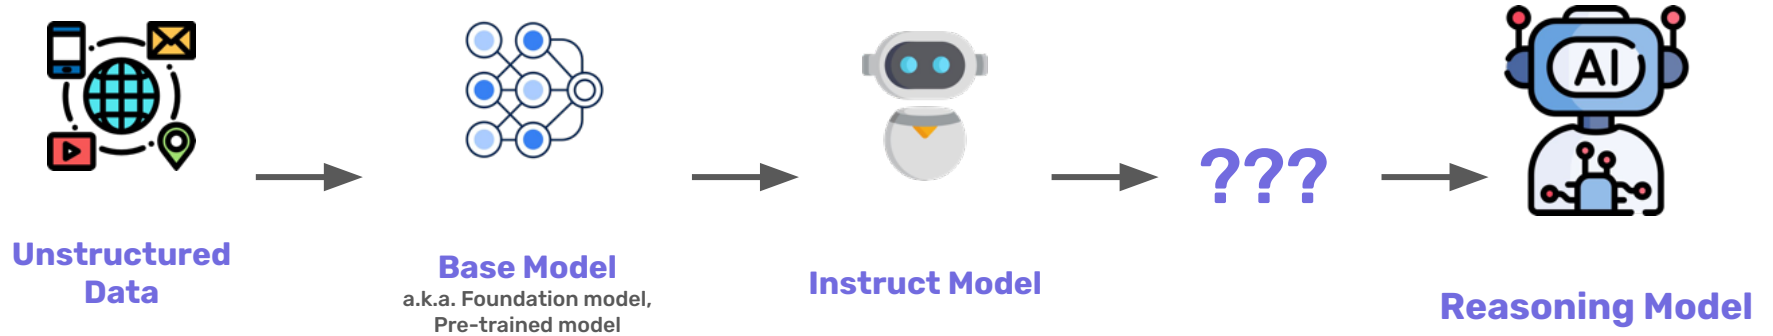 Unstructured
Data
Base Model
a.k.a. Foundation model,
Pre-trained model
Instruct Model
???
AI
Reasoning Model